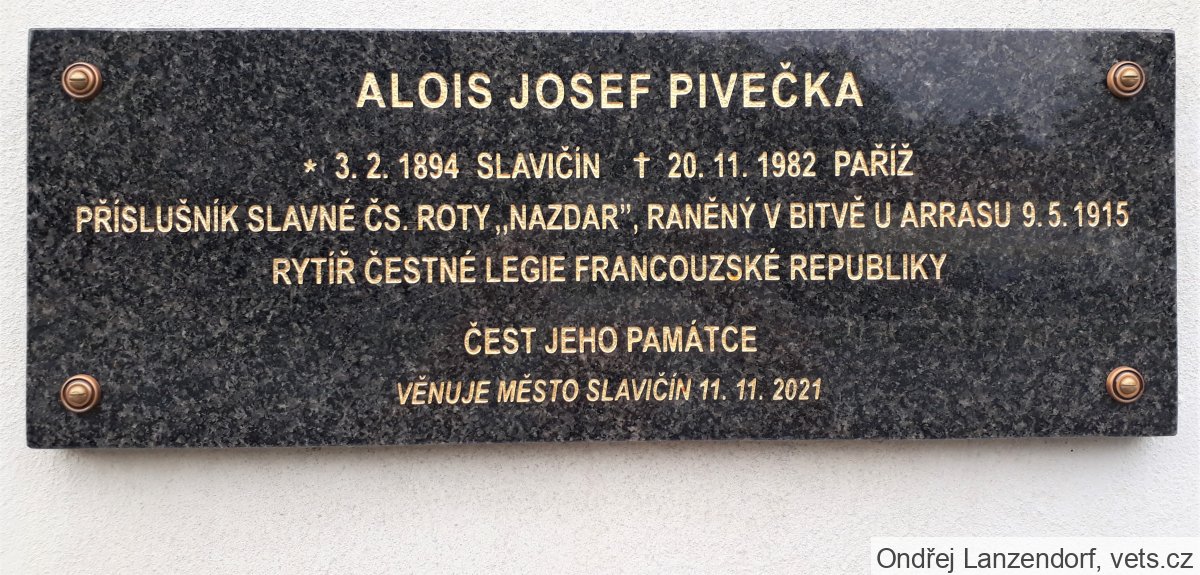 ALOIS JOSEF PIVEČKA
* 3. 2. 1894 SLAVIČÍN † 20. 11. 1982 PAŘÍŽ
PŘÍSLUŠNÍK SLAVNÉ ČS. ROTY „NAZDAR”, RANĚNÝ V BITVĚ U ARRASU 9. 5. 1915
RYTÍŘ ČESTNÉ LEGIE FRANCOUZSKÉ REPUBLIKY
ČEST JEHO PAMÁTCE
VĚNUJE MĚSTO SLAVIČÍN 11. 11. 2021
Ondřej Lanzendorf, vets.cz